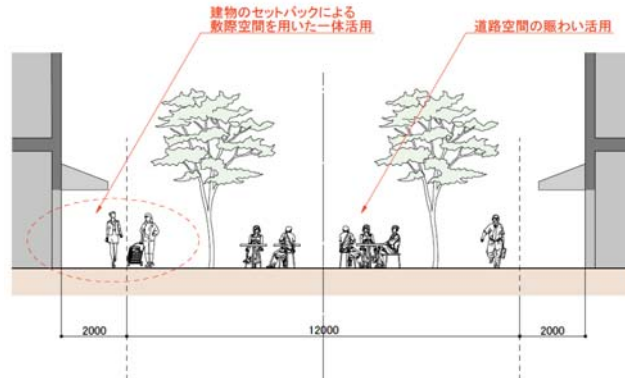 建物のセットバックによる
敷際空間を用いた一体活用
道路空間の賑わい活用
2000
12000
2000